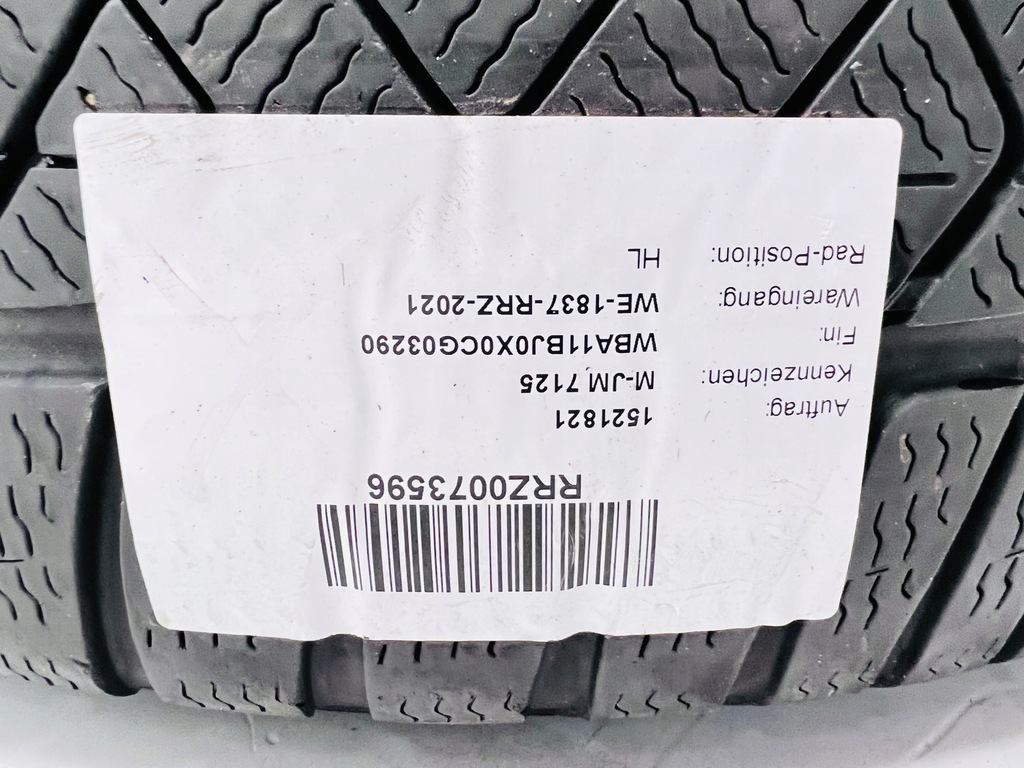 RRZ0073596
Auftrag: 1521821
Kennzeichen: M-JM 7125
Fin: WBA11BJ0X0CG03290
Wareingang: WE-1837-RRZ-2021
Rad-Position: HL